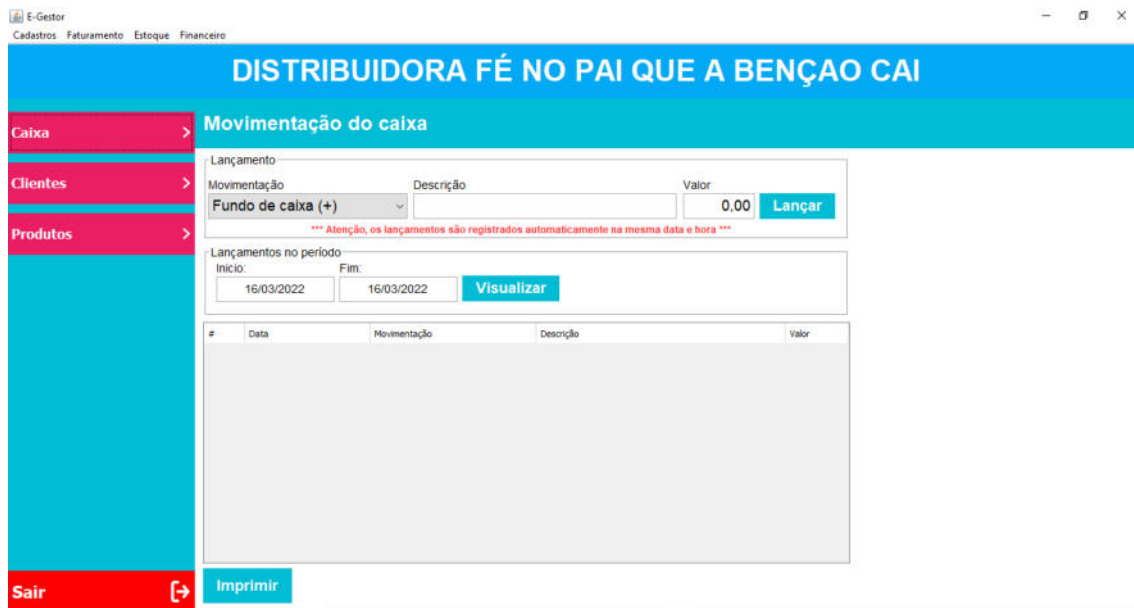 E-Gestor
Cadastros Faturamento Estoque Financeiro
DISTRIBUIDORA FÉ NO PAI QUE A BENÇAO CAI
Caixa
Clientes
Produtos
Sair
Movimentação do caixa
Lançamento
Movimentação Descrição Valor
Fundo de caixa (+) 0,00 Lançar
*** Atenção, os lançamentos são registrados automaticamente na mesma data e hora ***
Lançamentos no período
Inicio: Fim:
16/03/2022 16/03/2022 Visualizar
# Data Movimentação Descrição Valor
Imprimir